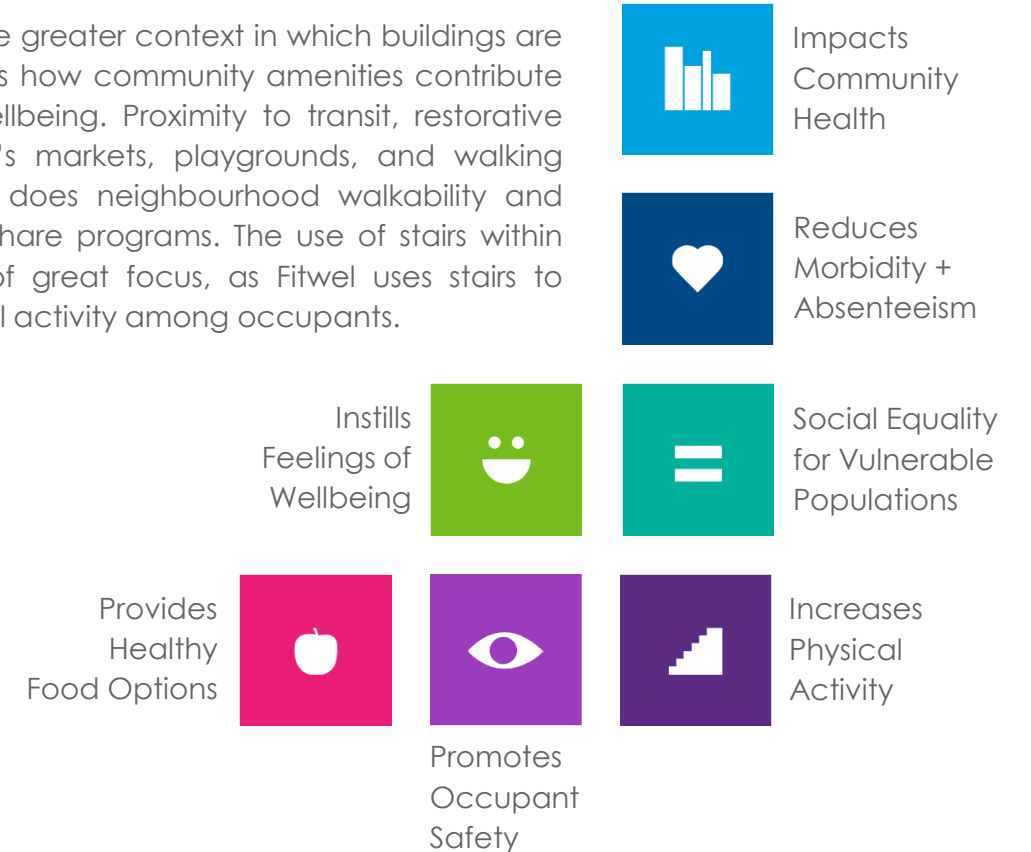 e greater context in which buildings are
s how community amenities contribute
ellbeing. Proximity to transit, restorative
's markets, playgrounds, and walking
does neighbourhood walkability and
hare programs. The use of stairs within
of great focus, as Fitwel uses stairs to
l activity among occupants.
Impacts
Community
Health
Reduces
Morbidity +
Absenteeism
Instills
Feelings of
Wellbeing
Social Equality
for Vulnerable
Populations
Provides
Healthy
Food Options
Promotes
Occupant
Safety
Increases
Physical
Activity